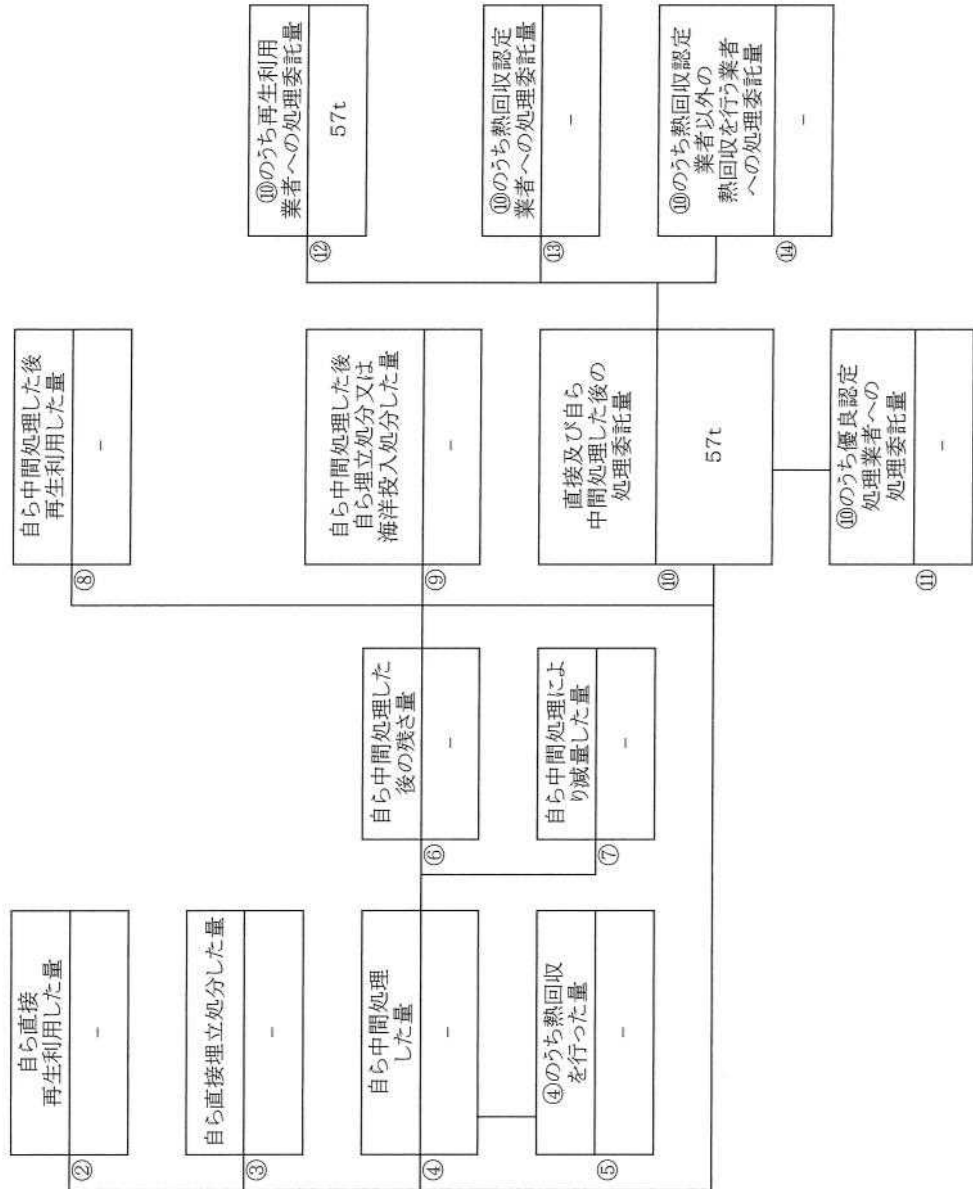 ②
自ら直接
再生利用した量
-
③
自ら直接埋立処分した量
-
④
自ら中間処理
した量
-
⑤
④のうち熱回収
を行った量
-
⑥
自ら中間処理した
後の残さ量
-
⑦
自ら中間処理によ
り減量した量
-
⑧
自ら中間処理した後
再生利用した量
-
⑨
自ら中間処理した後
自ら埋立処分又は
海洋投入処分した量
-
⑩
直接及び自ら
中間処理した後の
処理委託量
57t
⑪
⑩のうち優良認定
処理業者への
処理委託量
-
⑫
⑩のうち再生利用
業者への処理委託量
57t
⑬
⑩のうち熱回収認定
業者への処理委託量
-
⑭
⑩のうち熱回収認定
業者以外の
熱回収を行う業者
への処理委託量
-